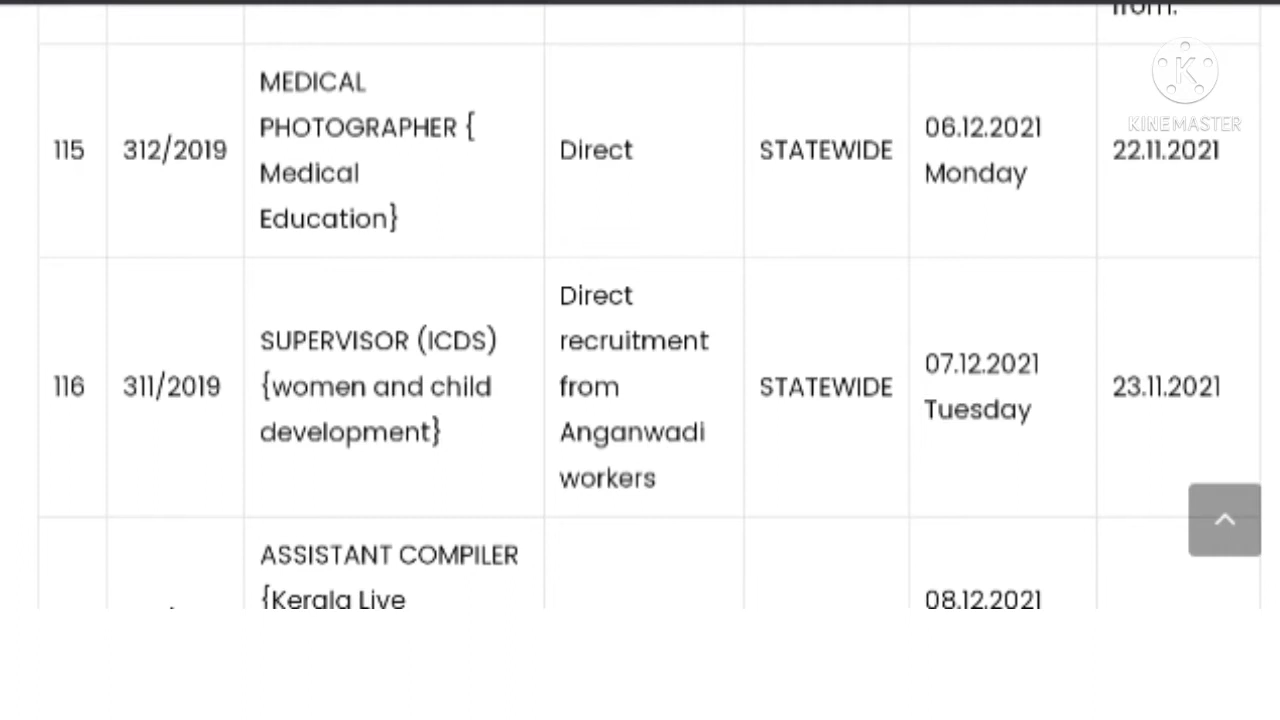 from:
115
312/2019
MEDICAL
PHOTOGRAPHER {
Medical
Education}
Direct
STATEWIDE
06.12.2021
Monday
22.11.2021
KINEMASTER
116
311/2019
SUPERVISOR (ICDS)
{women and child
development}
Direct
recruitment
from
Anganwadi
workers
STATEWIDE
07.12.2021
Tuesday
23.11.2021
ASSISTANT COMPILER
{Kerala Live
08.12.2021